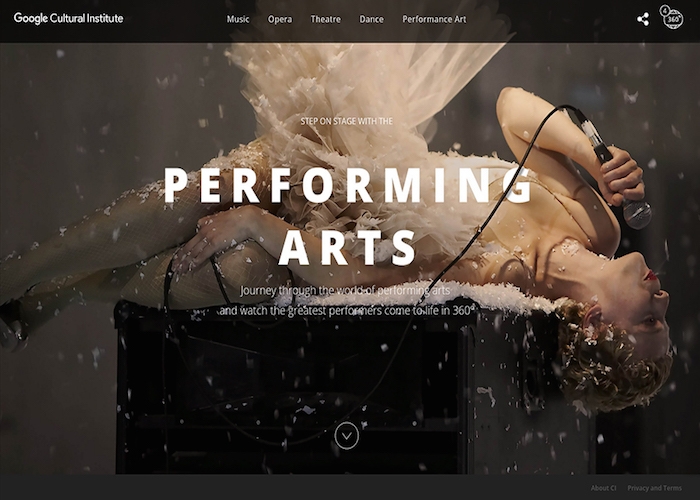 Google Cultural Institute
Music Opera Theatre Dance Performance Art
4
360°
STEP ON STAGE WITH THE
PERFORMING
ARTS
Journey through the world of performing arts
and watch the greatest performers come to life in 360°
About CI Privacy and Terms